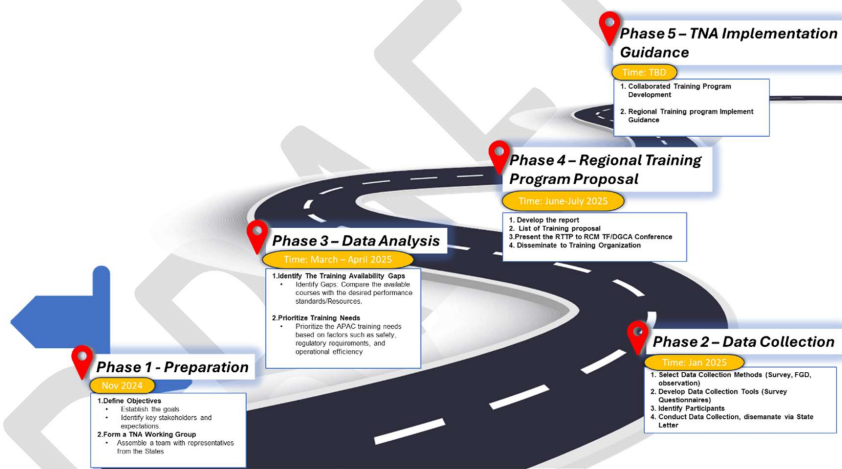 Phase 5 – TNA Implementation
Guidance
Time: TBD
1. Collaborated Training Program
Development
2. Regional Training program Implement
Guidance
Phase 4 – Regional Training
Program Proposal
Time: June-July 2025
1. Develop the report
2. List of Training proposal
3.Present the RTTP to RCM TF/DGCA Conference
4. Disseminate to Training Organization
Phase 3 – Data Analysis
Time: March – April 2025
1.Identify The Training Availability Gaps
• Identify Gaps: Compare the available
courses with the desired performance
standards/Resources.
2.Prioritize Training Needs
• Prioritize the APAC training needs
based on factors such as safety,
regulatory requirements, and
operational efficiency
Phase 2 – Data Collection
Time: Jan 2025
1. Select Data Collection Methods (Survey, FGD,
observation)
2. Develop Data Collection Tools (Survey
Questionnaires)
3. Identify Participants
4. Conduct Data Collection, disemanate via State
Letter
Phase 1 - Preparation
Nov 2024
1.Define Objectives
• Establish the goals
• Identify key stakeholders and
expectations.
2.Form a TNA Working Group
• Assemble a team with representatives
from the States